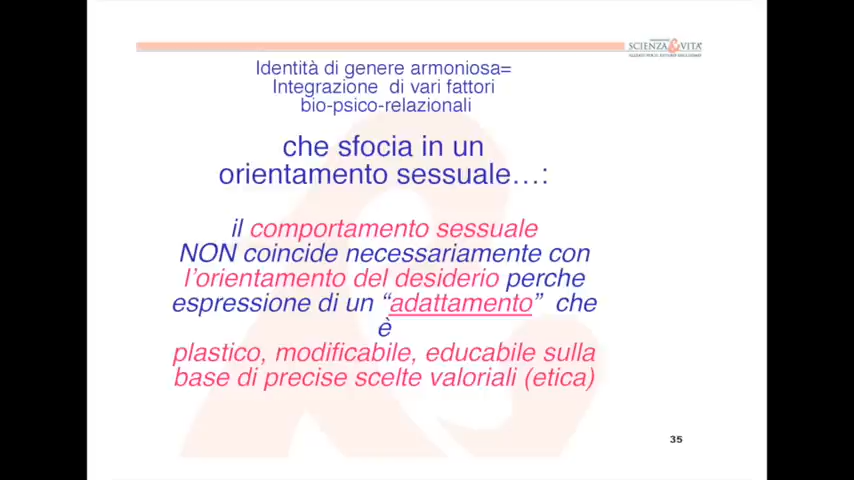 SCIENZA & VITA
Identità di genere armoniosa=
Integrazione di vari fattori
bio-psico-relazionali
che sfocia in un
orientamento sessuale…:
il comportamento sessuale
NON coincide necessariamente con
l’orientamento del desiderio perche
espressione di un “adattamento” che
è
plastico, modificabile, educabile sulla
base di precise scelte valoriali (etica)
35